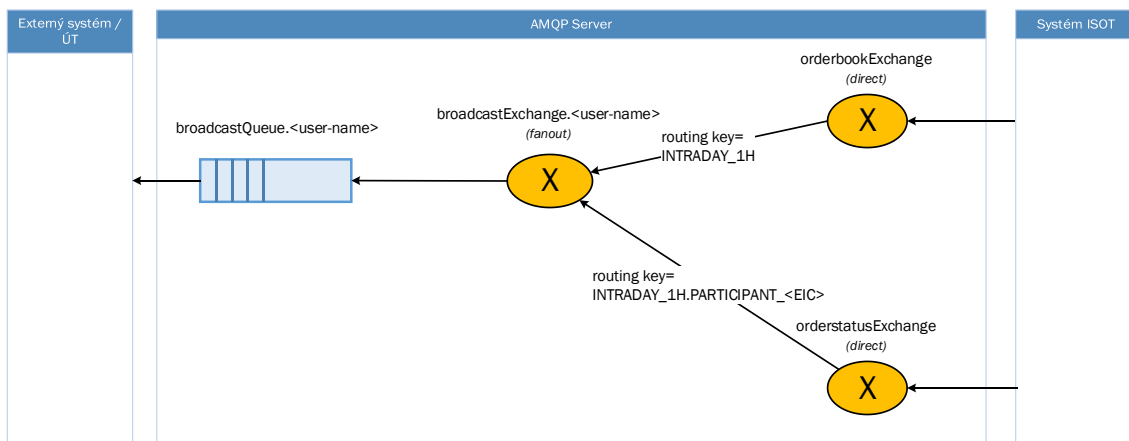 Externý systém /
ÚT
AMQP Server
Systém ISOT
orderbookExchange
(direct)
X
broadcastExchange.<user-name>
(fanout)
broadcastQueue.<user-name>
routing key=
INTRADAY_1H
X
routing key=
INTRADAY_1H.PARTICIPANT_<EIC>
orderstatusExchange
(direct)
X